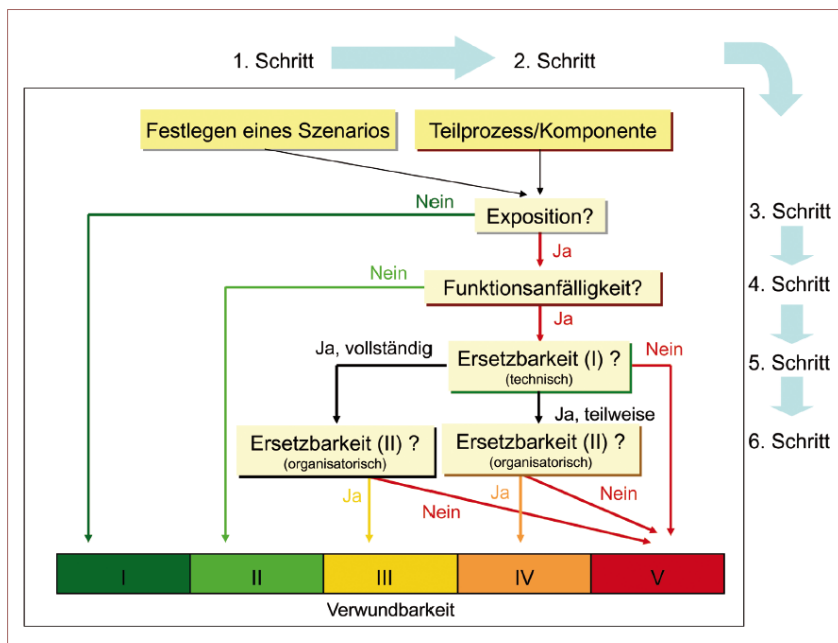 1. Schritt
2. Schritt
Festlegen eines Szenarios
Teilprozess/Komponente
Nein
Exposition?
3. Schritt
Ja
Nein
Funktionsanfälligkeit?
4. Schritt
Ja
Ja, vollständig
Ersetzbarkeit (I) ?
(technisch)
Nein
5. Schritt
Ja, teilweise
Ersetzbarkeit (II) ?
(organisatorisch)
Ersetzbarkeit (II) ?
(organisatorisch)
6. Schritt
Ja
Nein
Ja
Nein
I
II
III
IV
V
Verwundbarkeit